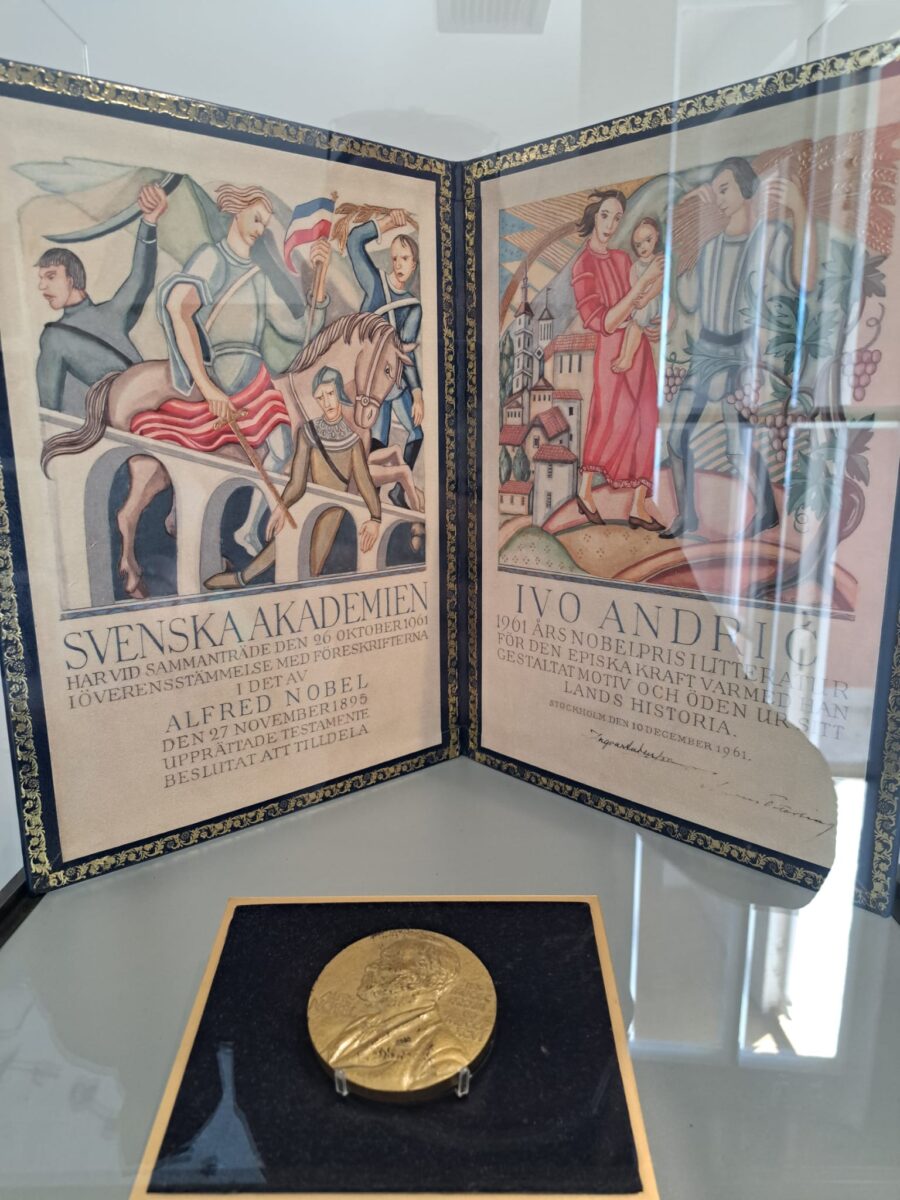 SVENSKA AKADEMIEN
HAR VID SAMMANTRÄDE DEN 26 OKTOBER 1961
I ÖVERENSSTÄMMELSE MED FÖRESKRIFTERNA
I DET AV
ALFRED NOBEL
DEN 27 NOVEMBER 1895
UPPRÄTTADE TESTAMENTE
BESLUTAT ATT TILLDELA
IVO ANDRIĆ
1961 ÅRS NOBELPRIS I LITTERATUR
FÖR DEN EPISKA KRAFT VARMED HAN
GESTALTAT MOTIV OCH ÖDEN UR SITT
LANDS HISTORIA.
STOCKHOLM DEN 10 DECEMBER 1961.